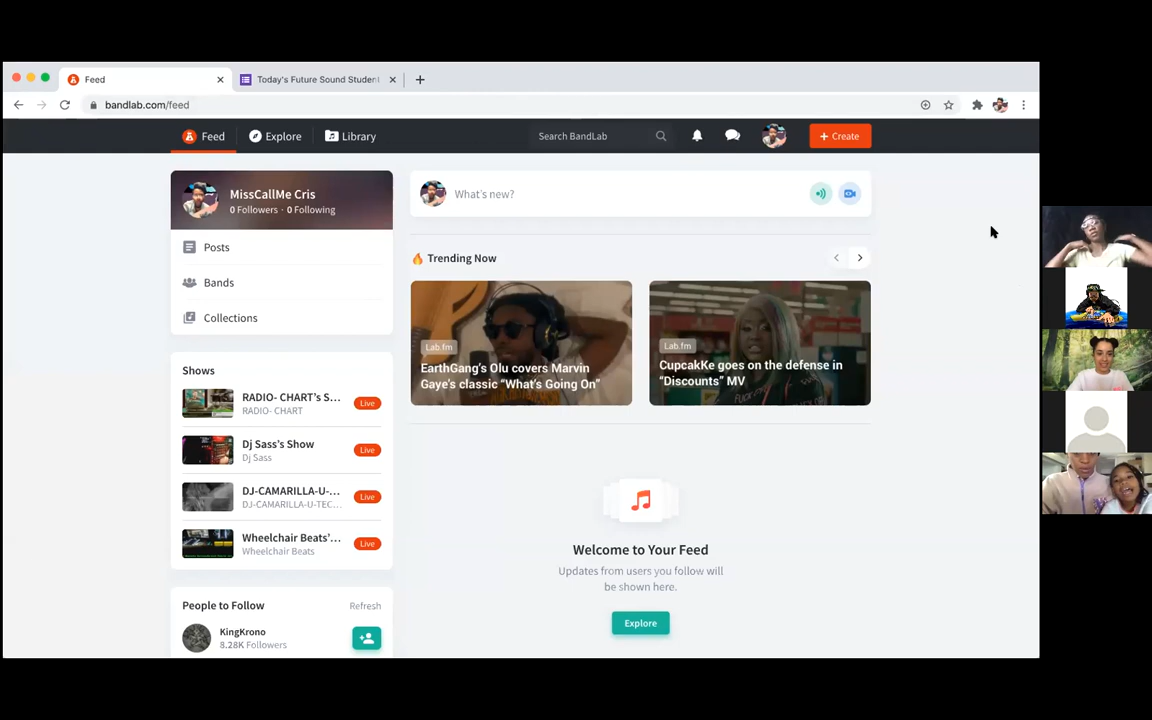 Feed
Today's Future Sound Student
bandlab.com/feed
Feed
Explore
Library
Search BandLab
+ Create
MissCallMe Cris
0 Followers · 0 Following
Posts
Bands
Collections
Shows
RADIO- CHART's S...
RADIO- CHART
Live
Dj Sass's Show
Dj Sass
Live
DJ-CAMARILLA-U-...
DJ-CAMARILLA-U-TEC...
Live
Wheelchair Beats'...
Wheelchair Beats
Live
People to Follow
Refresh
KingKrono
8.28K Followers
What's new?
Trending Now
Lab.fm
EarthGang's Olu covers Marvin
Gaye's classic “What's Going On”
Lab.fm
CupcakKe goes on the defense in
“Discounts” MV
Welcome to Your Feed
Updates from users you follow will
be shown here.
Explore